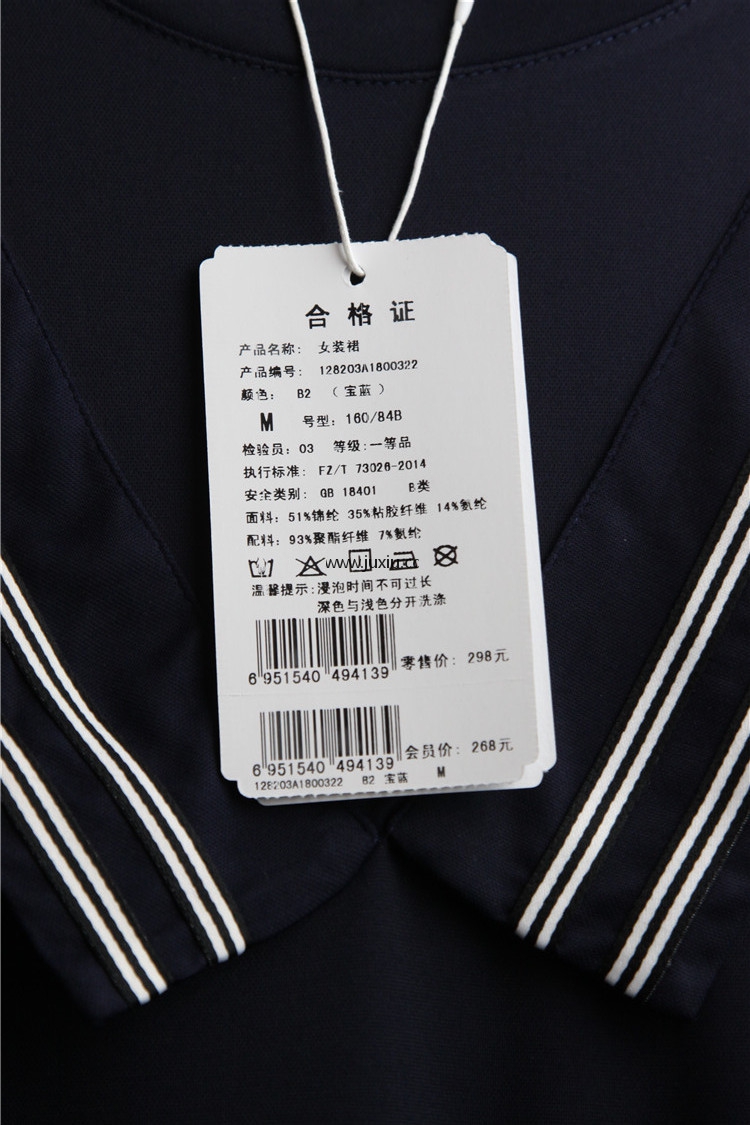 合格证
产品名称: 女装裙
产品编号: 128203A1800322
颜色: B2 (宝蓝)
M 号型: 160/84B
检验员: 03 等级:一等品
执行标准: FZ/T 73026-2014
安全类别: GB 18401 B类
面料: 51%锦纶 35%粘胶纤维 14%氨纶
配料: 93%聚酯纤维 7%氨纶
www.juxiu.cc
温馨提示:浸泡时间不可过长
深色与浅色分开洗涤
零售价: 298元
6 951540 494139
会员价: 268元
6 951540 494139
128203A1800322 B2 宝蓝 M